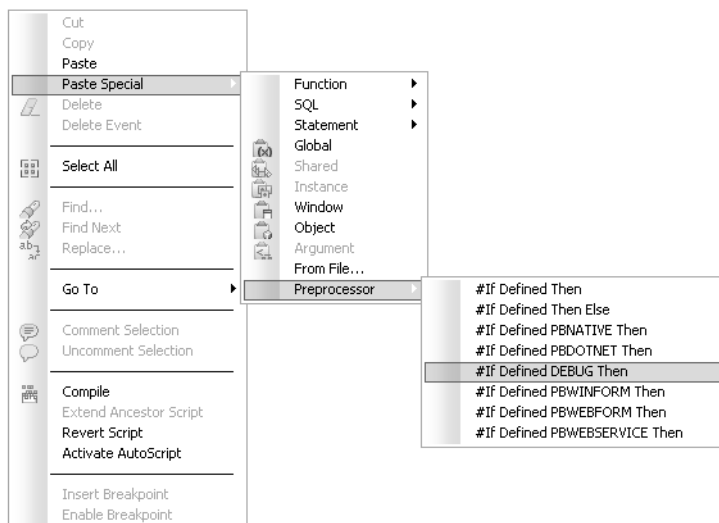 Cut
Copy
Paste
Paste Special
Delete
Delete Event
Select All
Find...
Find Next
Replace...
Go To
Comment Selection
Uncomment Selection
Compile
Extend Ancestor Script
Revert Script
Activate AutoScript
Insert Breakpoint
Enable Breakpoint
Function
SQL
Statement
Global
Shared
Instance
Window
Object
Argument
From File...
Preprocessor
#If Defined Then
#If Defined Then Else
#If Defined PBNATIVE Then
#If Defined PBDOTNET Then
#If Defined DEBUG Then
#If Defined PBWINFORM Then
#If Defined PBWEBFORM Then
#If Defined PBWEBSERVICE Then